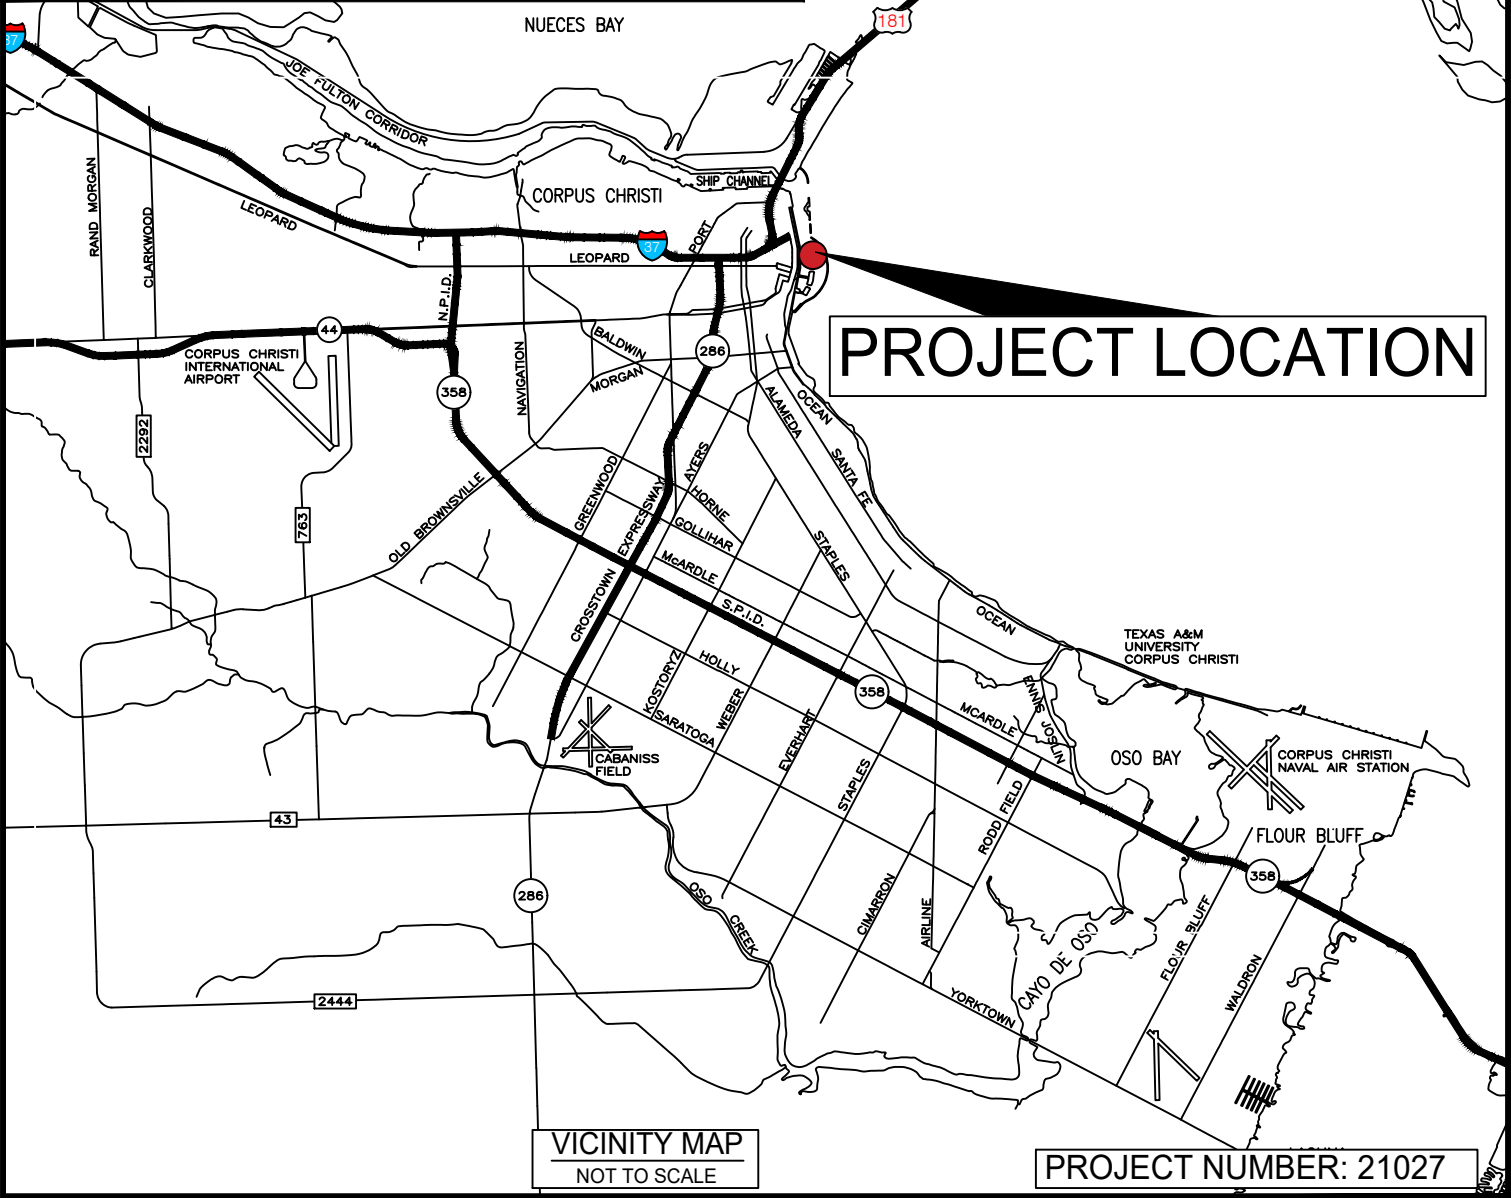 NUECES BAY
181
37
JOE FULTON CORRIDOR
RAND MORGAN
CLARKWOOD
LEOPARD
CORPUS CHRISTI
SHIP CHANNEL
PORT
37
LEOPARD
N.P.I.D.
PROJECT LOCATION
44
CORPUS CHRISTI
INTERNATIONAL
AIRPORT
358
NAVIGATION
BALDWIN
MORGAN
286
ALAMEDA
OCEAN
SANTA FE
2292
763
OLD BROWNSVILLE
GREENWOOD
EXPRESSWAY
AYERS
HORNE
GOLLIHAR
McARDLE
STAPLES
CROSSTOWN
S.P.I.D.
OCEAN
TEXAS A&M
UNIVERSITY
CORPUS CHRISTI
KOSTORYZ
HOLLY
WEBER
SARATOGA
358
ENNIS JOSLIN
MCARDLE
EVERHART
STAPLES
OSO BAY
CORPUS CHRISTI
NAVAL AIR STATION
CABANISS
FIELD
43
RODD FIELD
FLOUR BLUFF
358
286
OSO CREEK
CIMARRON
AIRLINE
CAYO DE OSO
FLOUR BLUFF
WALDRON
2444
YORKTOWN
VICINITY MAP
NOT TO SCALE
PROJECT NUMBER: 21027